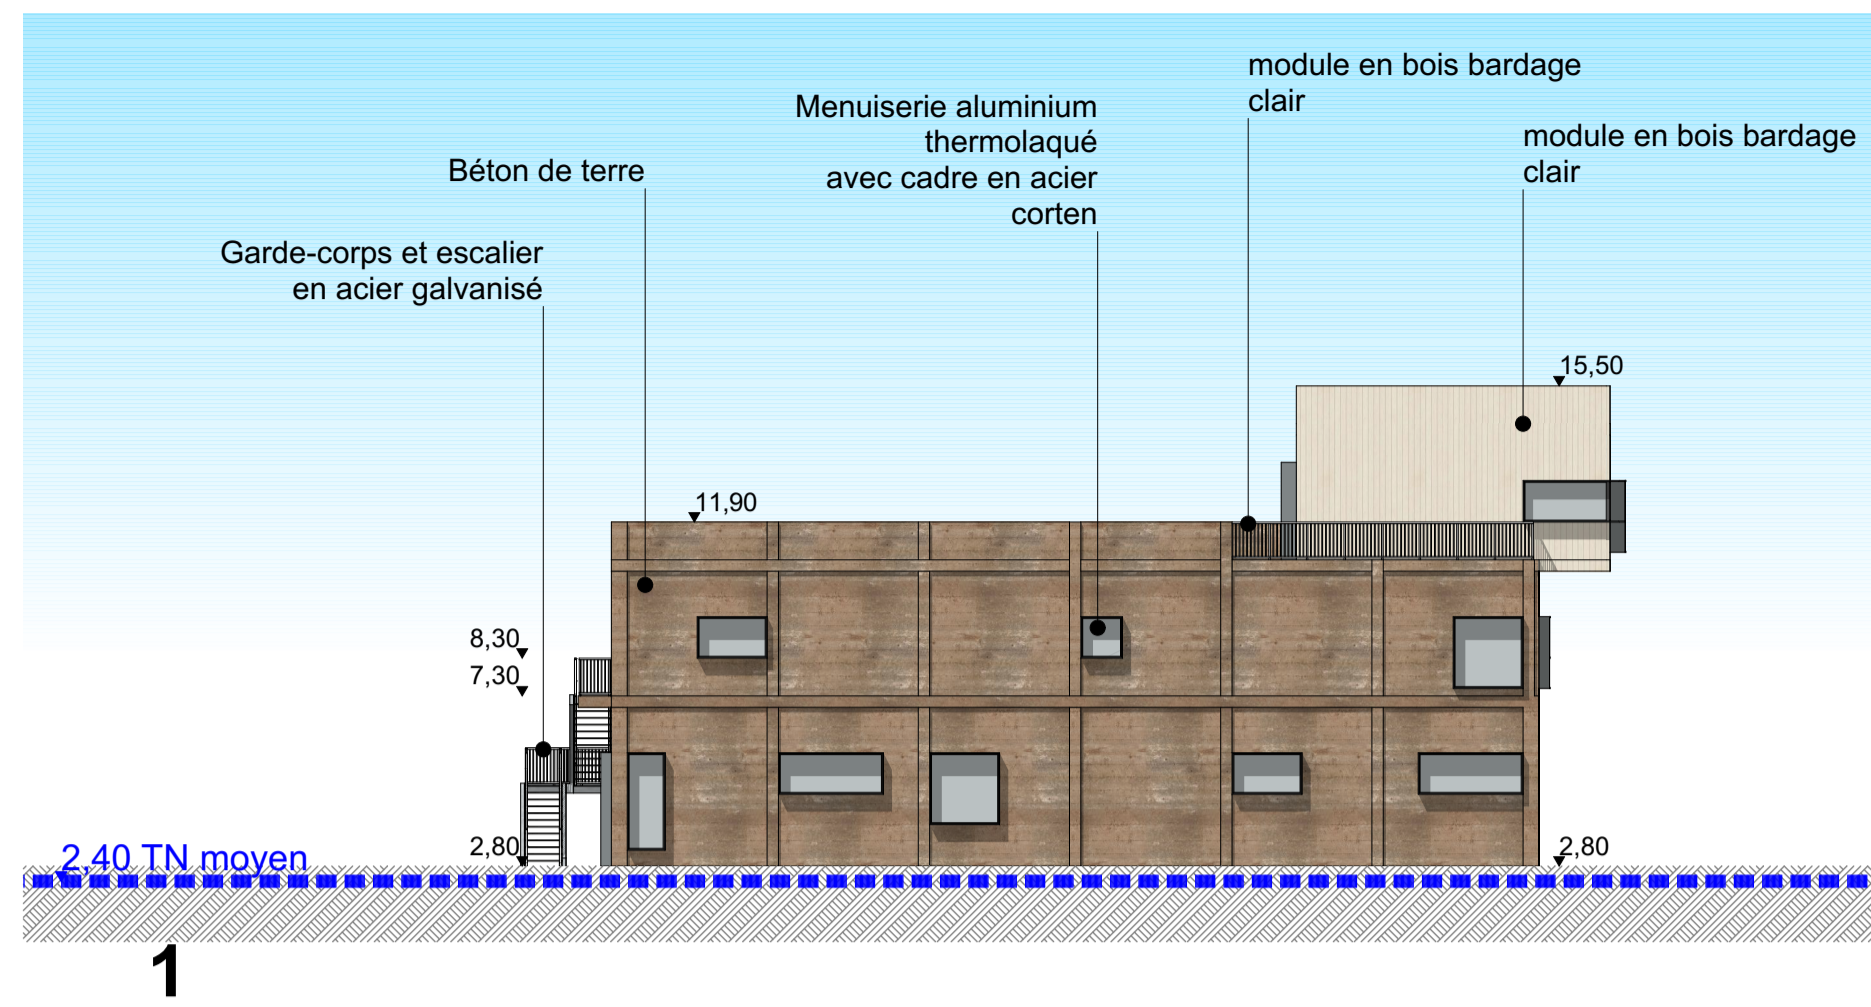 module en bois bardage
clair
Menuiserie aluminium
thermolaqué
avec cadre en acier
corten
module en bois bardage
clair
Béton de terre
Garde-corps et escalier
en acier galvanisé
15,50
11,90
8,30
7,30
2,80
2,80
2,40 TN moyen
1